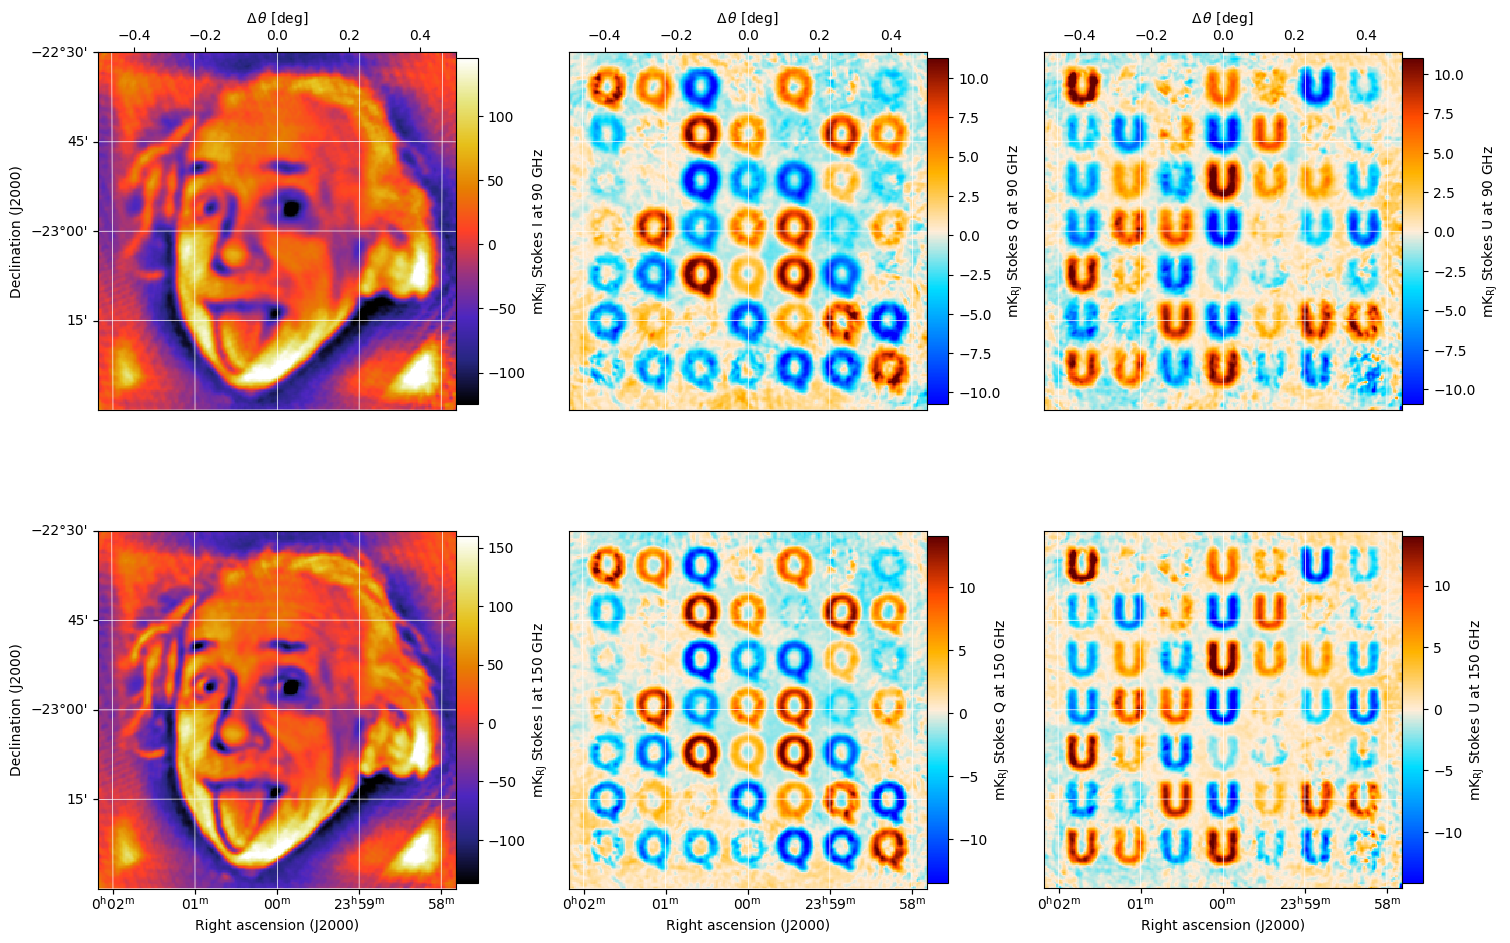 Δ θ [deg] Δ θ [deg] Δ θ [deg]
−0.4 −0.2 0.0 0.2 0.4 −0.4 −0.2 0.0 0.2 0.4 −0.4 −0.2 0.0 0.2 0.4
−22°30'
45'
−23°00'
15'
Declination (J2000)
100
50
0
−50
−100
mK_RJ Stokes I at 90 GHz
Q Q Q Q Q
Q Q Q Q Q
Q Q Q Q Q
Q Q Q Q Q Q Q
Q Q Q Q Q Q
Q Q Q Q Q Q Q
Q Q Q Q Q Q Q
10.0
7.5
5.0
2.5
0.0
−2.5
−5.0
−7.5
−10.0
mK_RJ Stokes Q at 90 GHz
U U U U
U U U U U
U U U U U U U
U U U U U U
U U U U U
U U U U U U
U U U U U U
10.0
7.5
5.0
2.5
0.0
−2.5
−5.0
−7.5
−10.0
mK_RJ Stokes U at 90 GHz
−22°30'
45'
−23°00'
15'
Declination (J2000)
0ʰ02ᵐ 01ᵐ 00ᵐ 23ʰ59ᵐ 58ᵐ
Right ascension (J2000)
150
100
50
0
−50
−100
mK_RJ Stokes I at 150 GHz
Q Q Q Q Q Q
Q Q Q Q Q
Q Q Q Q Q Q
Q Q Q Q Q Q Q
Q Q Q Q Q Q
Q Q Q Q Q Q Q
Q Q Q Q Q Q Q
0ʰ02ᵐ 01ᵐ 00ᵐ 23ʰ59ᵐ 58ᵐ
Right ascension (J2000)
10
5
0
−5
−10
mK_RJ Stokes Q at 150 GHz
U U U U U
U U U U U
U U U U U U U
U U U U U U
U U U U U
U U U U U U U
U U U U U U
0ʰ02ᵐ 01ᵐ 00ᵐ 23ʰ59ᵐ 58ᵐ
Right ascension (J2000)
10
5
0
−5
−10
mK_RJ Stokes U at 150 GHz